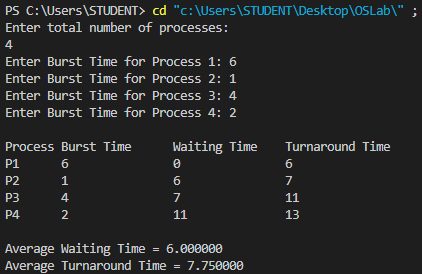 PS C:\Users\STUDENT> cd "c:\Users\STUDENT\Desktop\OSLab\" ;
Enter total number of processes:
4
Enter Burst Time for Process 1: 6
Enter Burst Time for Process 2: 1
Enter Burst Time for Process 3: 4
Enter Burst Time for Process 4: 2
Process Burst Time Waiting Time Turnaround Time
P1 6 0 6
P2 1 6 7
P3 4 7 11
P4 2 11 13
Average Waiting Time = 6.000000
Average Turnaround Time = 7.750000